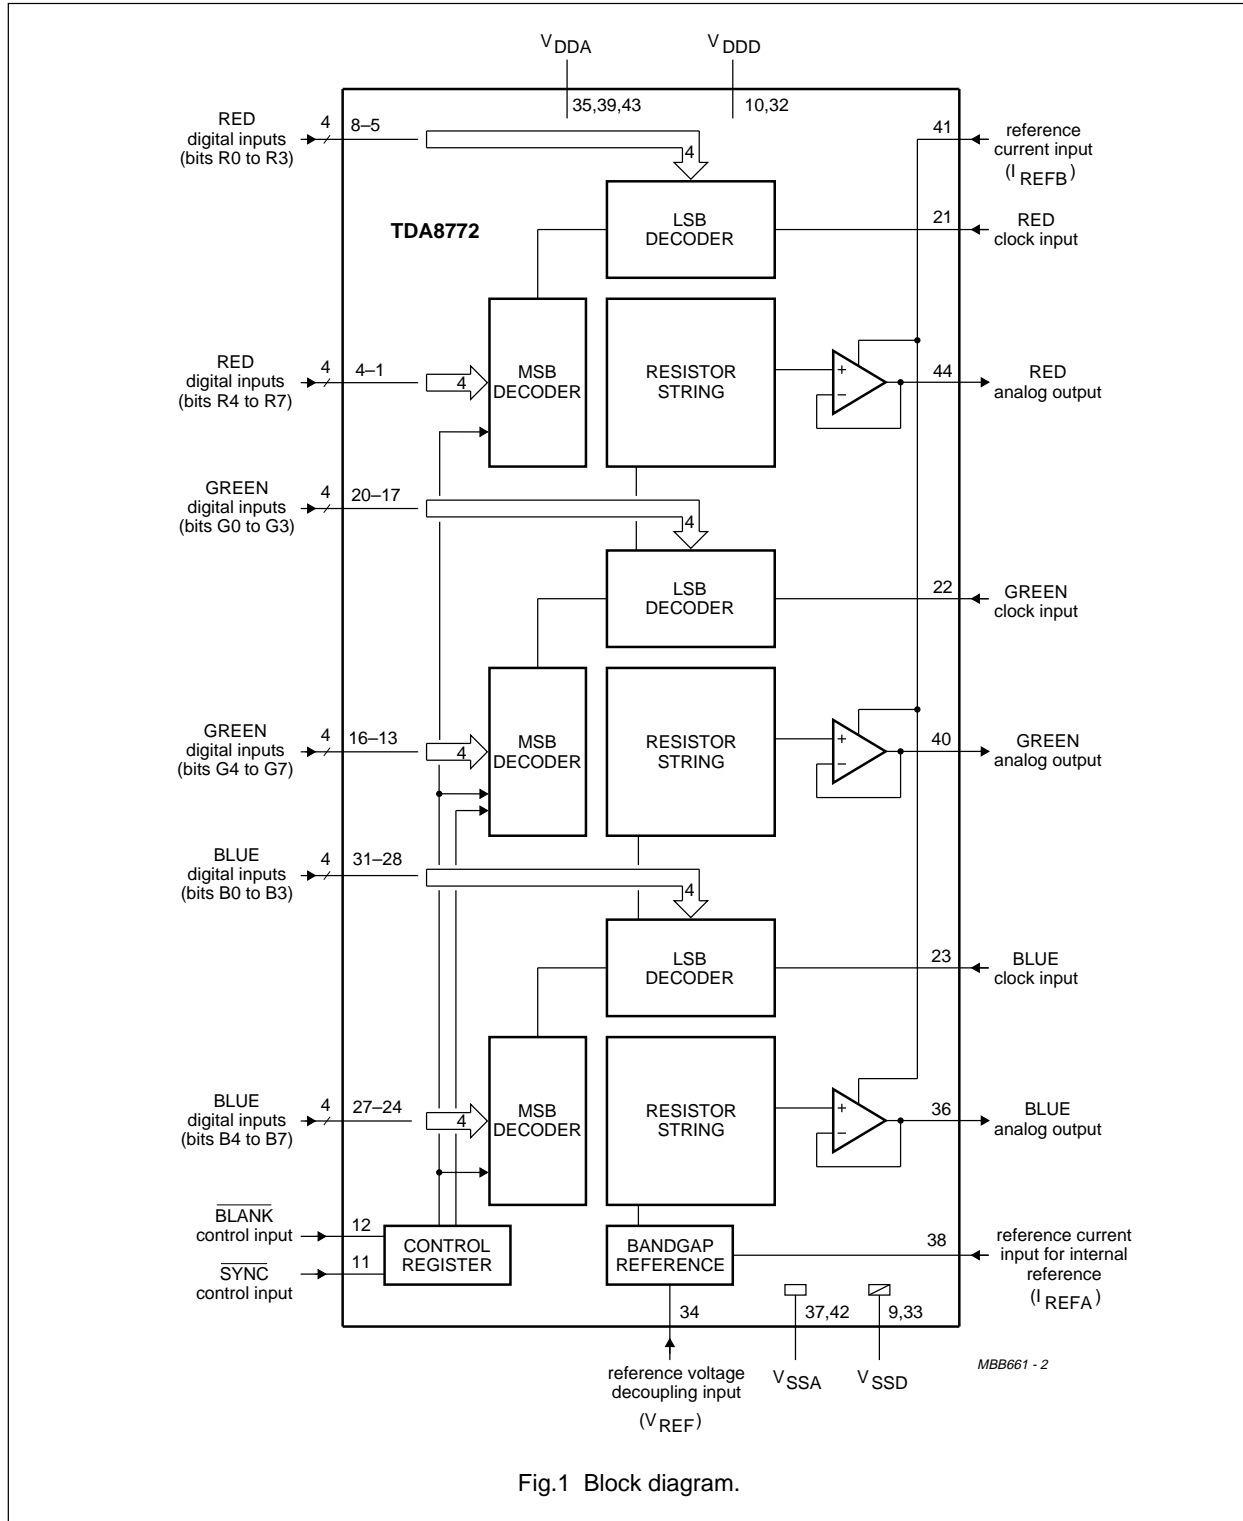 V DDA
V DDD
35,39,43
10,32
RED
digital inputs
(bits R0 to R3)
4
8–5
4
41
reference
current input
(I REFB)
TDA8772
LSB
DECODER
21
RED
clock input
RED
digital inputs
(bits R4 to R7)
4
4–1
4
MSB
DECODER
RESISTOR
STRING
+
−
44
RED
analog output
GREEN
digital inputs
(bits G0 to G3)
4
20–17
4
LSB
DECODER
22
GREEN
clock input
GREEN
digital inputs
(bits G4 to G7)
4
16–13
4
MSB
DECODER
RESISTOR
STRING
+
−
40
GREEN
analog output
BLUE
digital inputs
(bits B0 to B3)
4
31–28
4
LSB
DECODER
23
BLUE
clock input
BLUE
digital inputs
(bits B4 to B7)
4
27–24
4
MSB
DECODER
RESISTOR
STRING
+
−
36
BLUE
analog output
BLANK
control input
12
SYNC
control input
11
CONTROL
REGISTER
BANDGAP
REFERENCE
38
reference current
input for internal
reference
(I REFA)
34
37,42
9,33
reference voltage
decoupling input
(V REF)
V SSA
V SSD
MBB661 - 2
Fig.1 Block diagram.